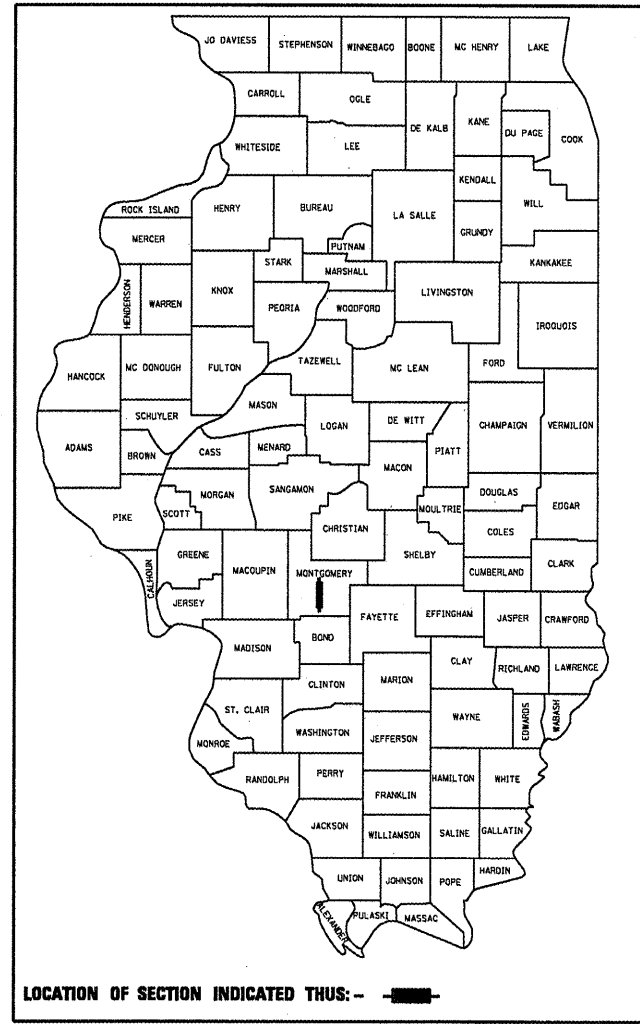 JO DAVIESS STEPHENSON WINNEBAGO BOONE MC HENRY LAKE
CARROLL OGLE DE KALB KANE DU PAGE COOK
WHITESIDE LEE KENDALL
ROCK ISLAND HENRY BUREAU LA SALLE GRUNDY WILL
MERCER STARK PUTNAM MARSHALL KANKAKEE
HENDERSON WARREN KNOX PEORIA WOODFORD LIVINGSTON IROQUOIS
HANCOCK MC DONOUGH FULTON TAZEWELL MC LEAN FORD
SCHUYLER MASON LOGAN DE WITT CHAMPAIGN VERMILION
ADAMS BROWN CASS MENARD MACON PIATT
PIKE SCOTT MORGAN SANGAMON CHRISTIAN MOULTRIE DOUGLAS EDGAR
COLES
CALHOUN GREENE MACOUPIN MONTGOMERY SHELBY CUMBERLAND CLARK
JERSEY FAYETTE EFFINGHAM JASPER CRAWFORD
MADISON BOND CLAY RICHLAND LAWRENCE
CLINTON MARION
ST. CLAIR WAYNE EDWARDS WABASH
MONROE WASHINGTON JEFFERSON
RANDOLPH PERRY HAMILTON WHITE
FRANKLIN
JACKSON WILLIAMSON SALINE GALLATIN
UNION JOHNSON POPE HARDIN
ALEXANDER PULASKI MASSAC
LOCATION OF SECTION INDICATED THUS:-